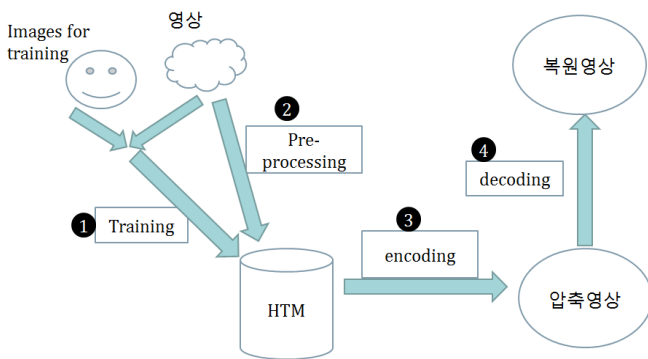 Images for
training
영상
복원영상
2
Pre-
processing
4
decoding
1
Training
3
encoding
HTM
압축영상